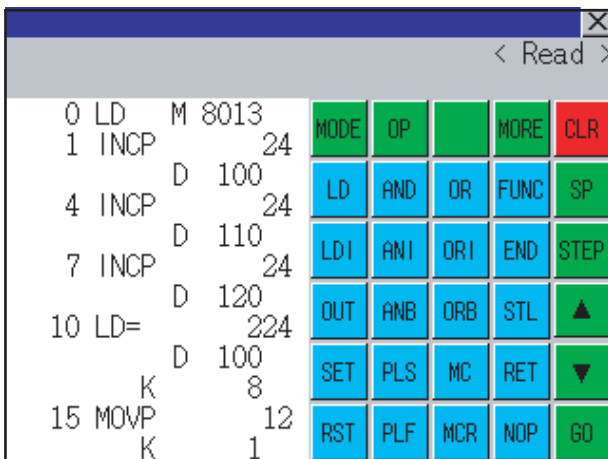 X
< Read >
0 LD M 8013
1 INCP 24
D 100
4 INCP 24
D 110
7 INCP 24
D 120
10 LD= 224
D 100
K 8
15 MOVP 12
K 1
MODE OP MORE CLR
LD AND OR FUNC SP
LDI ANI ORI END STEP
OUT ANB ORB STL ▲
SET PLS MC RET ▼
RST PLF MCR NOP GO